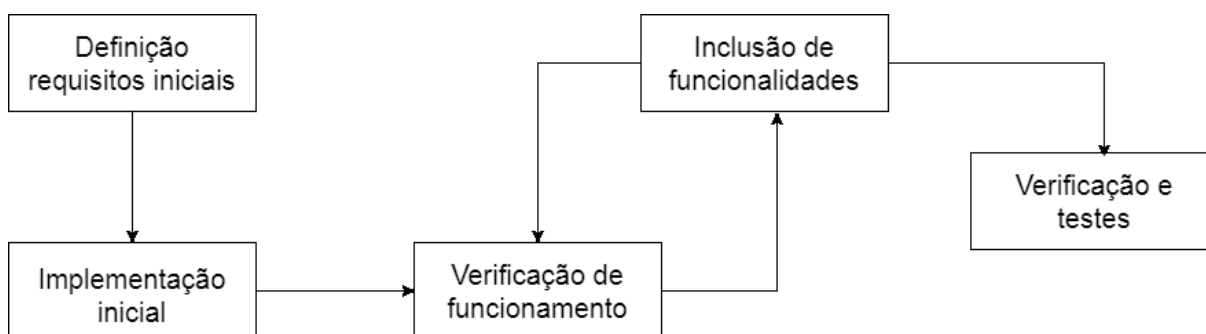 Definição
requisitos iniciais
Implementação
inicial
Verificação de
funcionamento
Inclusão de
funcionalidades
Verificação e
testes